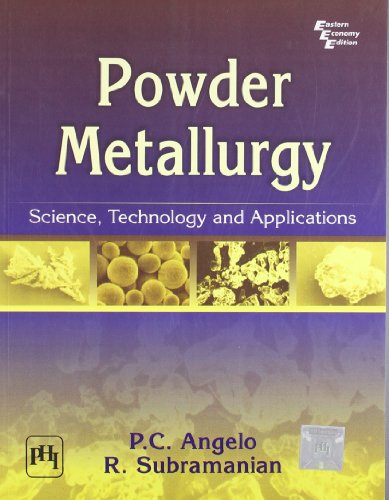 Eastern
Economy
Edition
Powder
Metallurgy
Science, Technology and Applications
PHI
P.C. Angelo
R. Subramanian